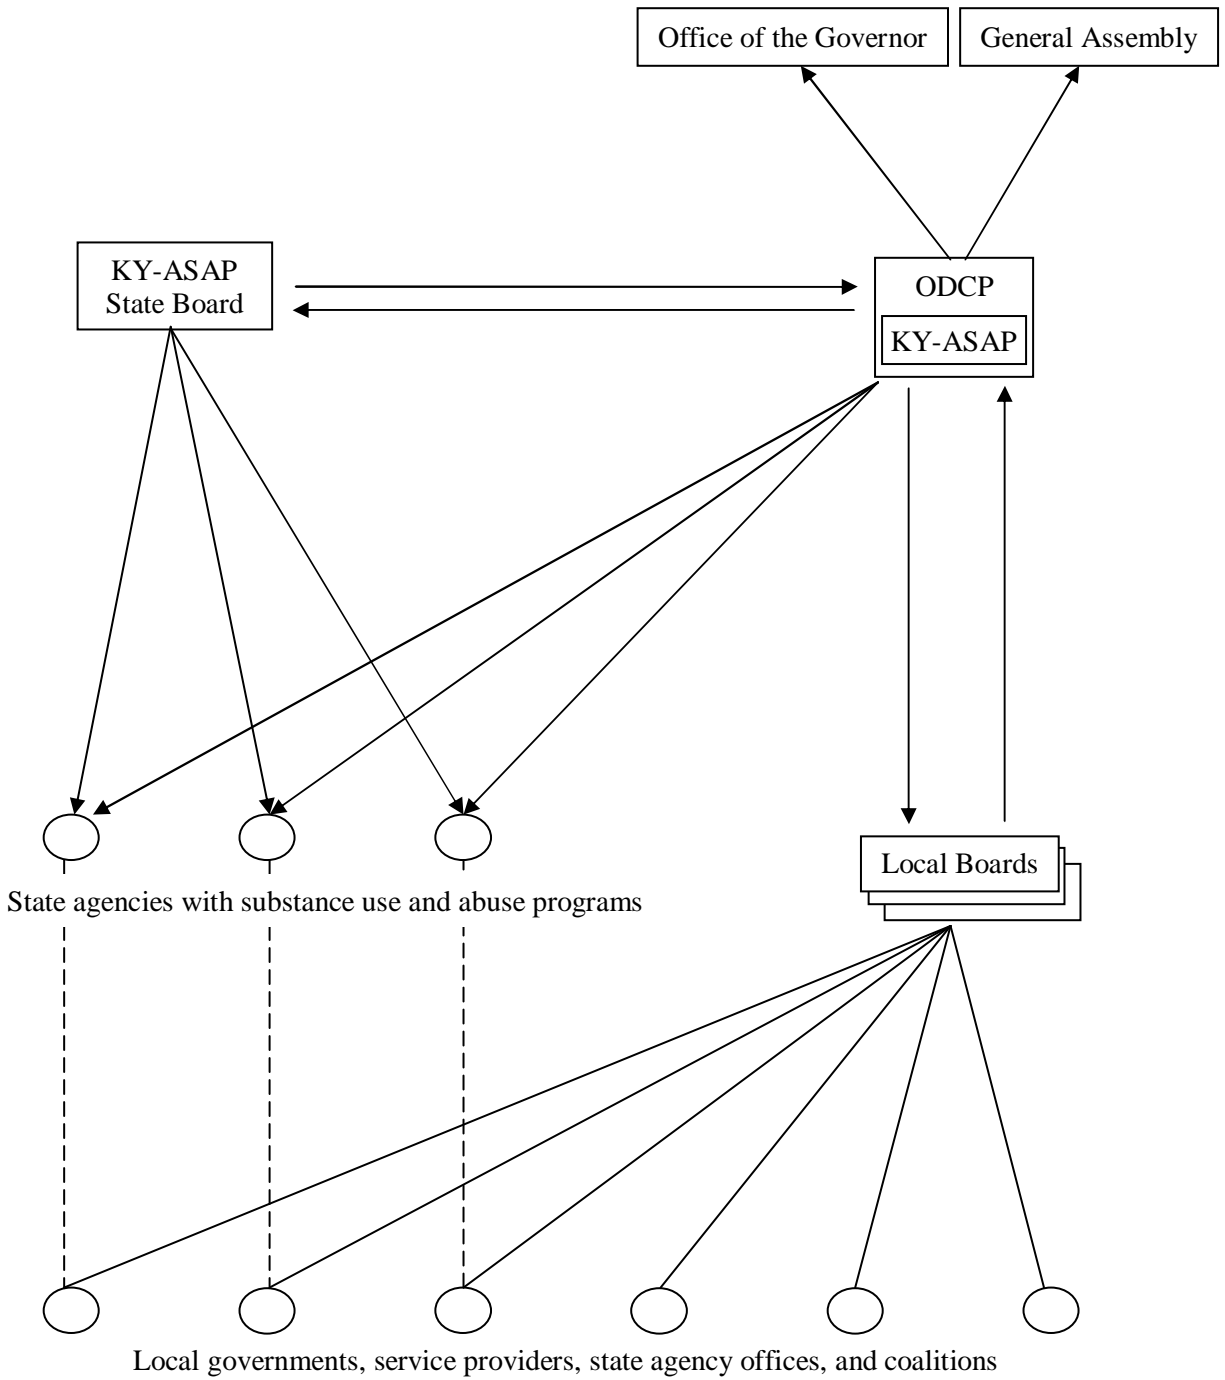 Office of the Governor
General Assembly
KY-ASAP
State Board
ODCP
KY-ASAP
Local Boards
State agencies with substance use and abuse programs
Local governments, service providers, state agency offices, and coalitions